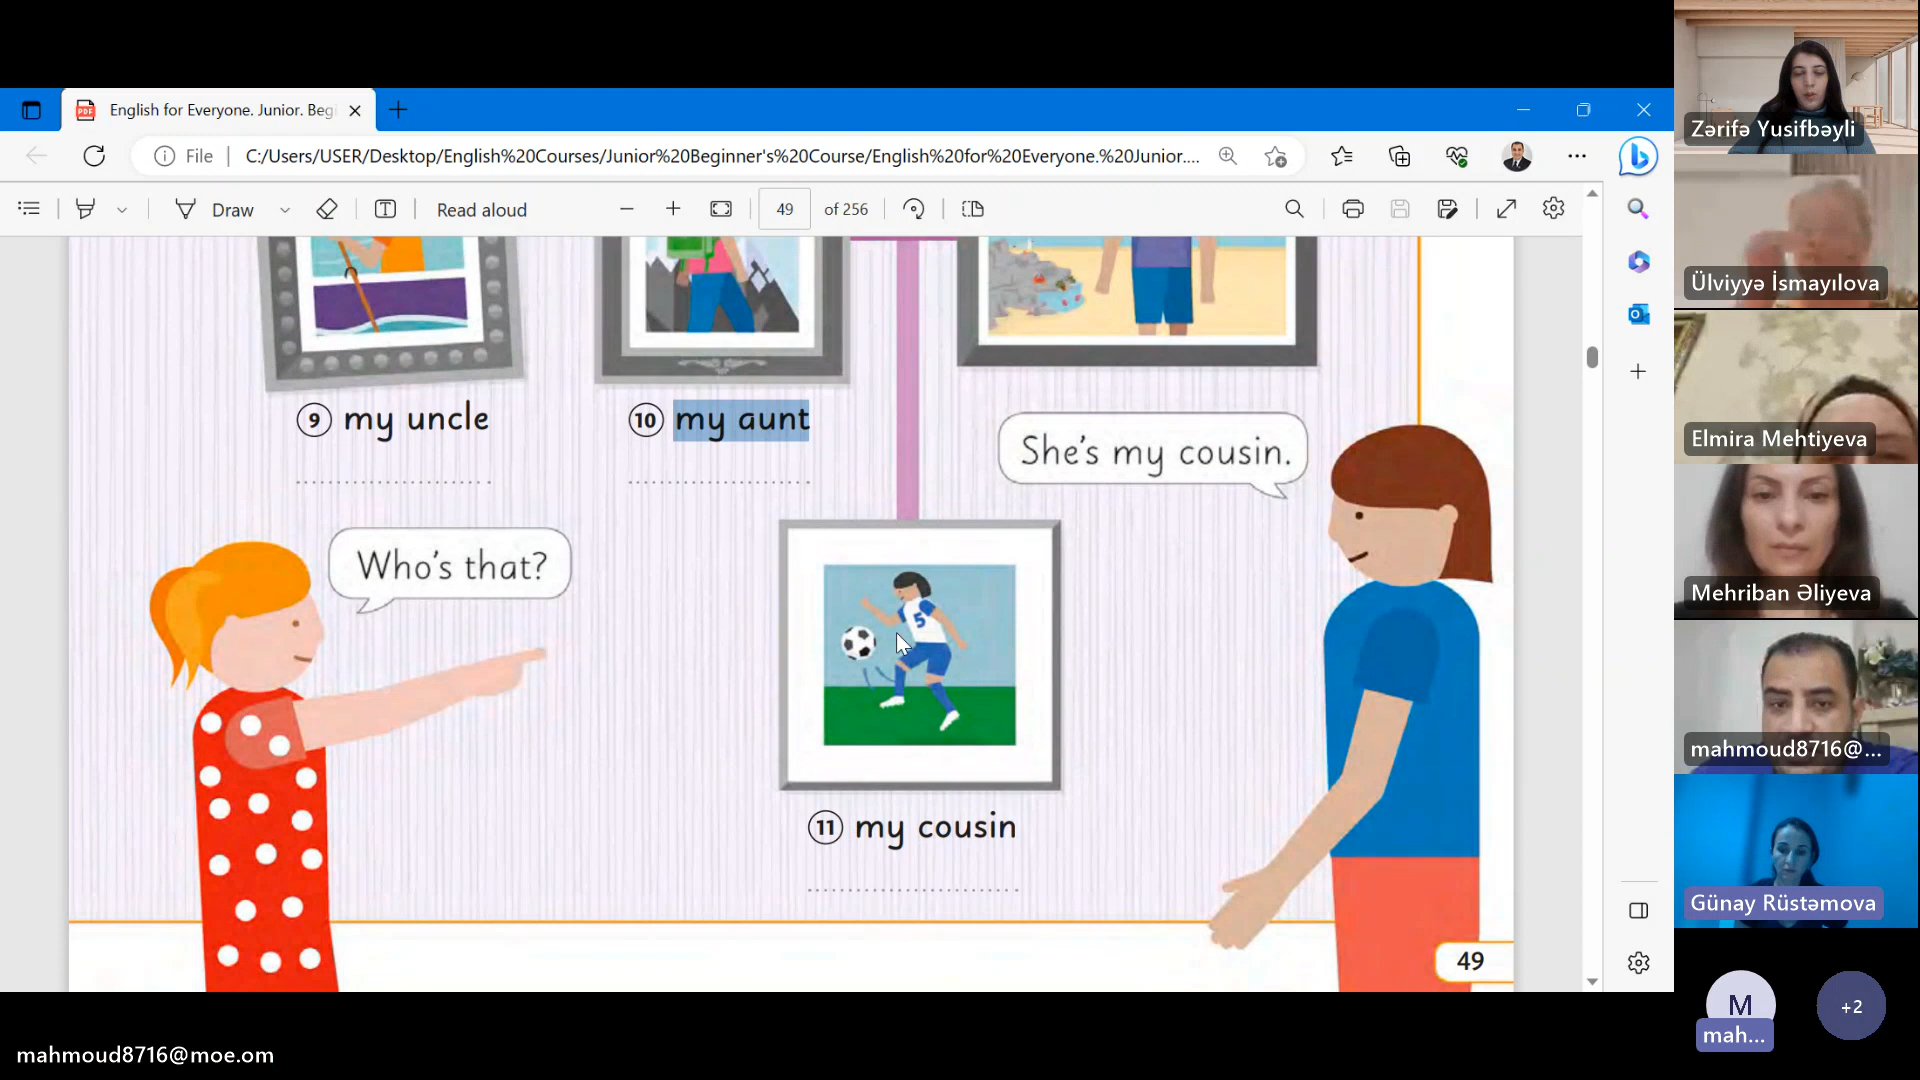 English for Everyone. Junior. Beg
File
C:/Users/USER/Desktop/English%20Courses/Junior%20Beginner's%20Course/English%20for%20Everyone.%20Junior....
Draw
Read aloud
49
of 256
9 my uncle
10 my aunt
She's my cousin.
Who's that?
5
11 my cousin
49
Zərifə Yusifbəyli
Ülviyyə İsmayılova
Elmira Mehtiyeva
Mehriban Əliyeva
mahmoud8716@...
Günay Rüstəmova
M
mah...
+2
mahmoud8716@moe.om